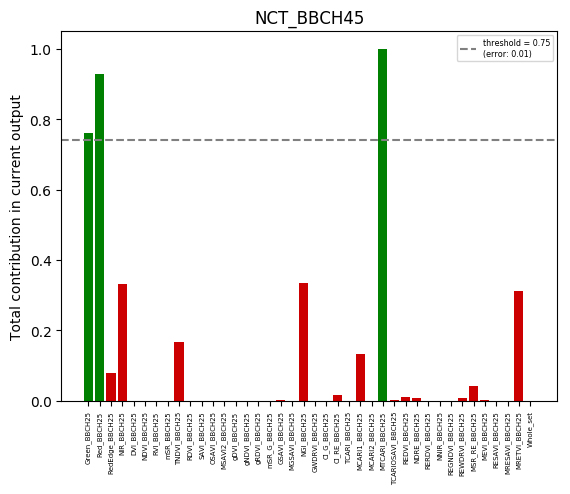 NCT_BBCH45
threshold = 0.75
(error: 0.01)
Total contribution in current output
1.0
0.8
0.6
0.4
0.2
0.0
Green_BBCH25
Red_BBCH25
RedEdge_BBCH25
NIR_BBCH25
DVI_BBCH25
NDVI_BBCH25
RVI_BBCH25
mSR_BBCH25
TNDVI_BBCH25
RDVI_BBCH25
SAVI_BBCH25
OSAVI_BBCH25
MSAVI2_BBCH25
gDVI_BBCH25
gNDVI_BBCH25
gRDVI_BBCH25
mSR_G_BBCH25
GSAVI_BBCH25
MGSAVI_BBCH25
NGI_BBCH25
GWDRVI_BBCH25
CI_G_BBCH25
CI_RE_BBCH25
TCARI_BBCH25
MCARI1_BBCH25
MCARI2_BBCH25
MTCARI_BBCH25
TCARIOSAVI_BBCH25
REDVI_BBCH25
NDRE_BBCH25
RERDVI_BBCH25
NNIR_BBCH25
REGNDVI_BBCH25
REWDRVI_BBCH25
MSR_RE_BBCH25
MEVI_BBCH25
RESAVI_BBCH25
MRESAVI_BBCH25
MRETVI_BBCH25
Whole_set